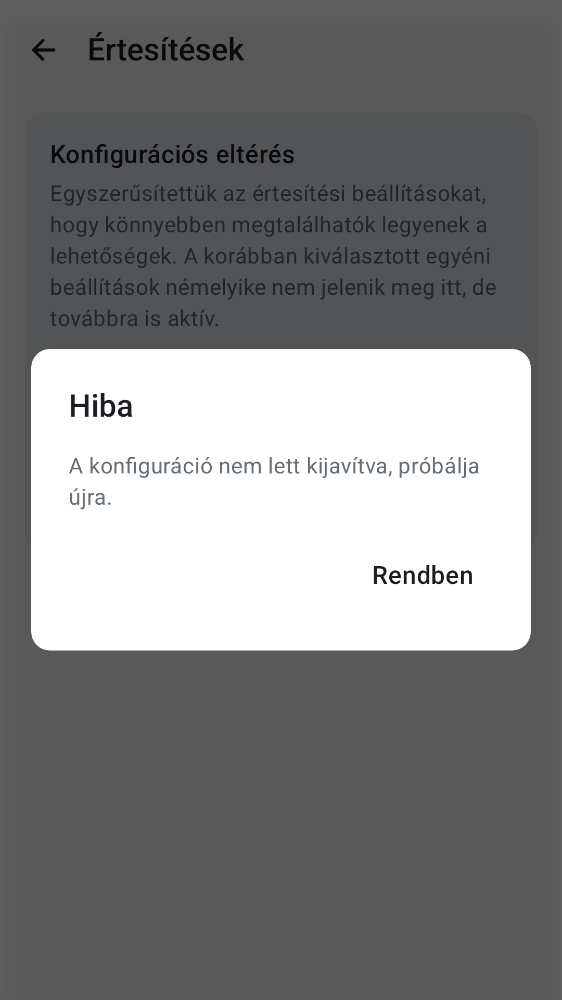 Értesítések
Konfigurációs eltérés
Egyszerűsítettük az értesítési beállításokat,
hogy könnyebben megtalálhatók legyenek a
lehetőségek. A korábban kiválasztott egyéni
beállítások némelyike nem jelenik meg itt, de
továbbra is aktív.
Hiba
A konfiguráció nem lett kijavítva, próbálja
újra.
Rendben